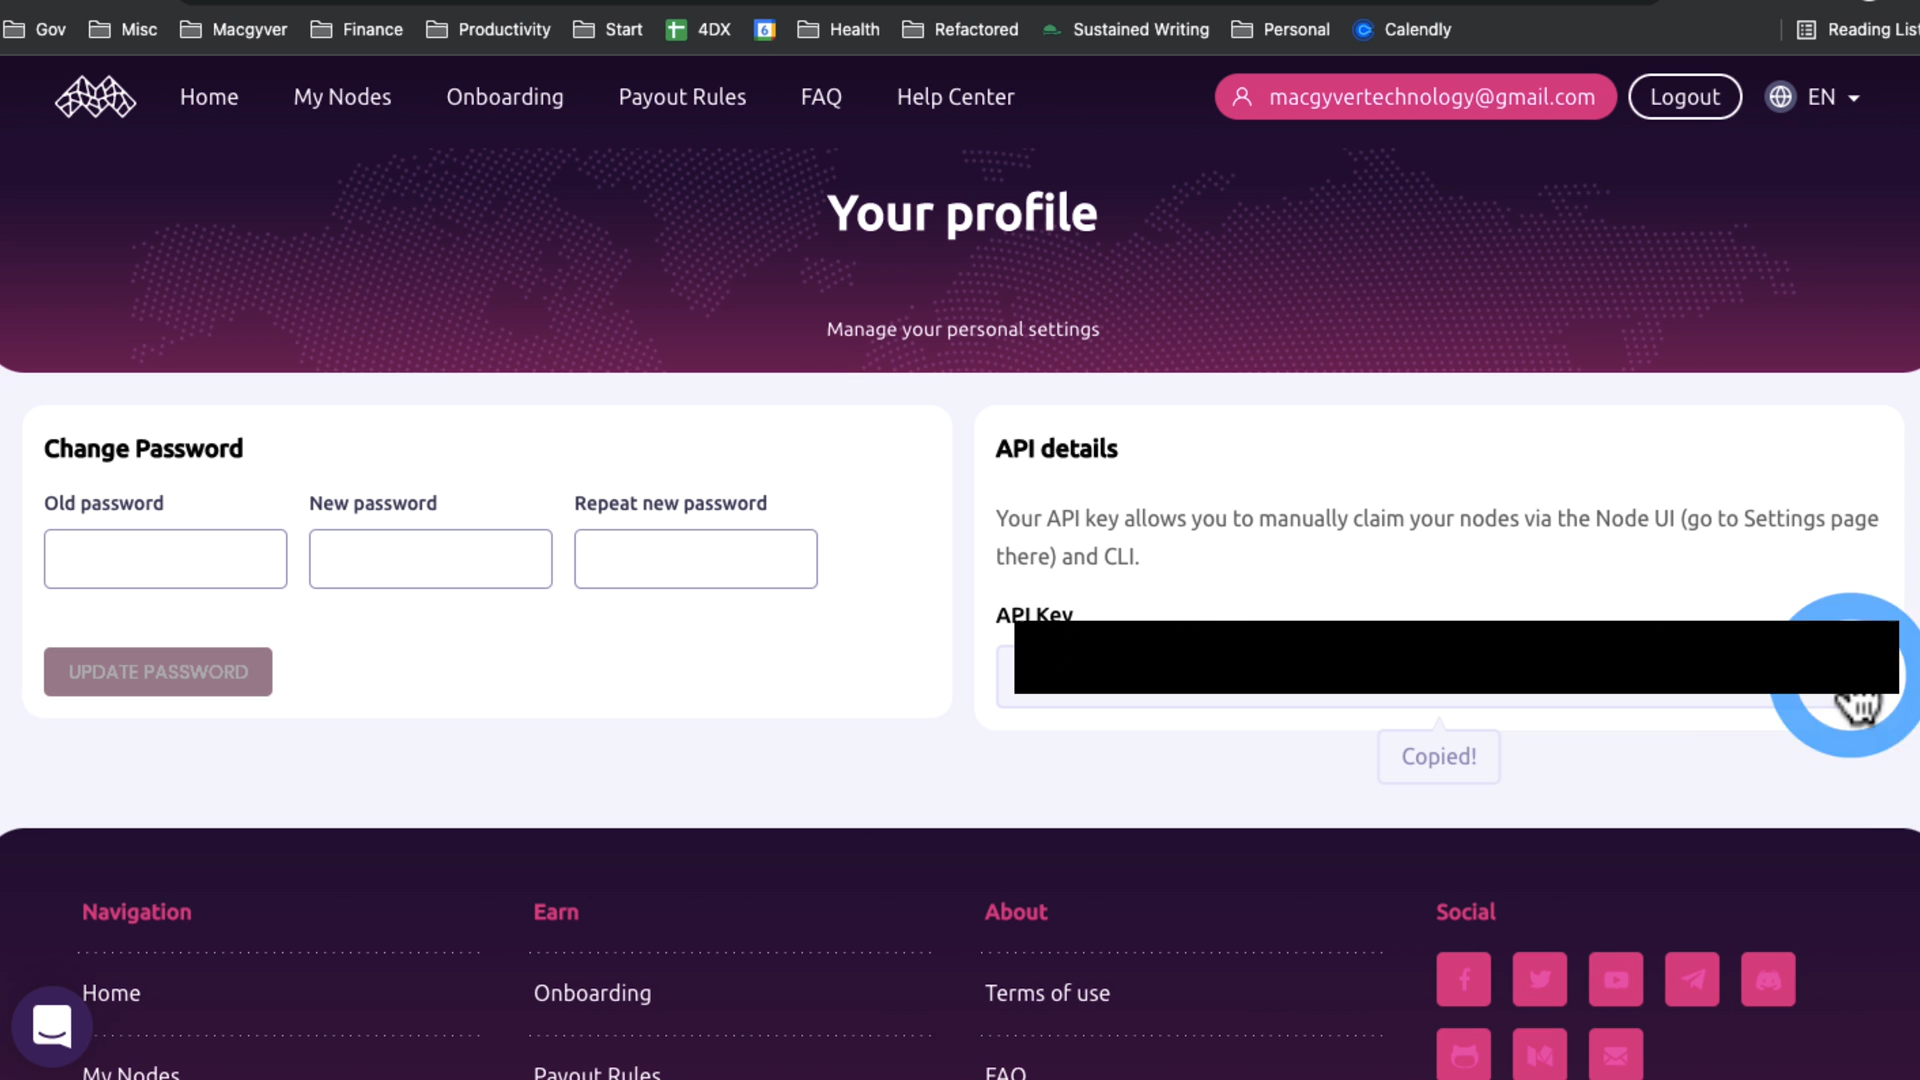 Gov Misc Macgyver Finance Productivity Start 4DX 6 Health Refactored Sustained Writing Personal Calendly Reading List
Home My Nodes Onboarding Payout Rules FAQ Help Center macgyvertechnology@gmail.com Logout EN
Your profile
Manage your personal settings
Change Password
Old password New password Repeat new password
UPDATE PASSWORD
API details
Your API key allows you to manually claim your nodes via the Node UI (go to Settings page
there) and CLI.
API Key
Copied!
Navigation Earn About Social
Home Onboarding Terms of use
My Nodes Payout Rules FAQ